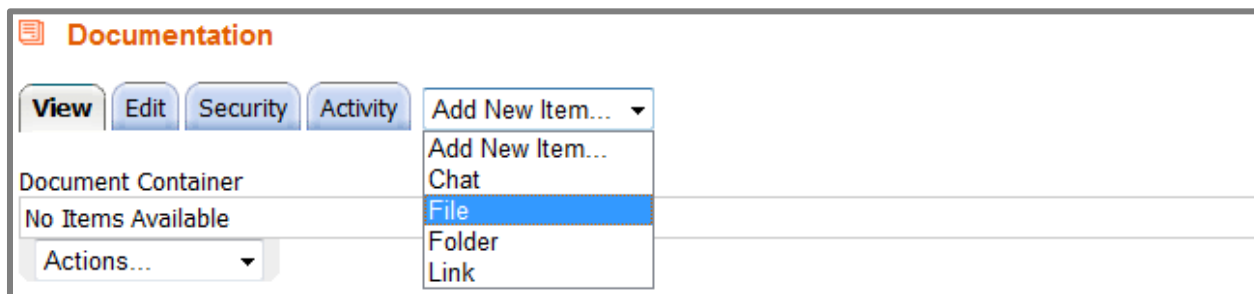 Documentation
View Edit Security Activity Add New Item...
Add New Item...
Chat
File
Folder
Link
Document Container
No Items Available
Actions...